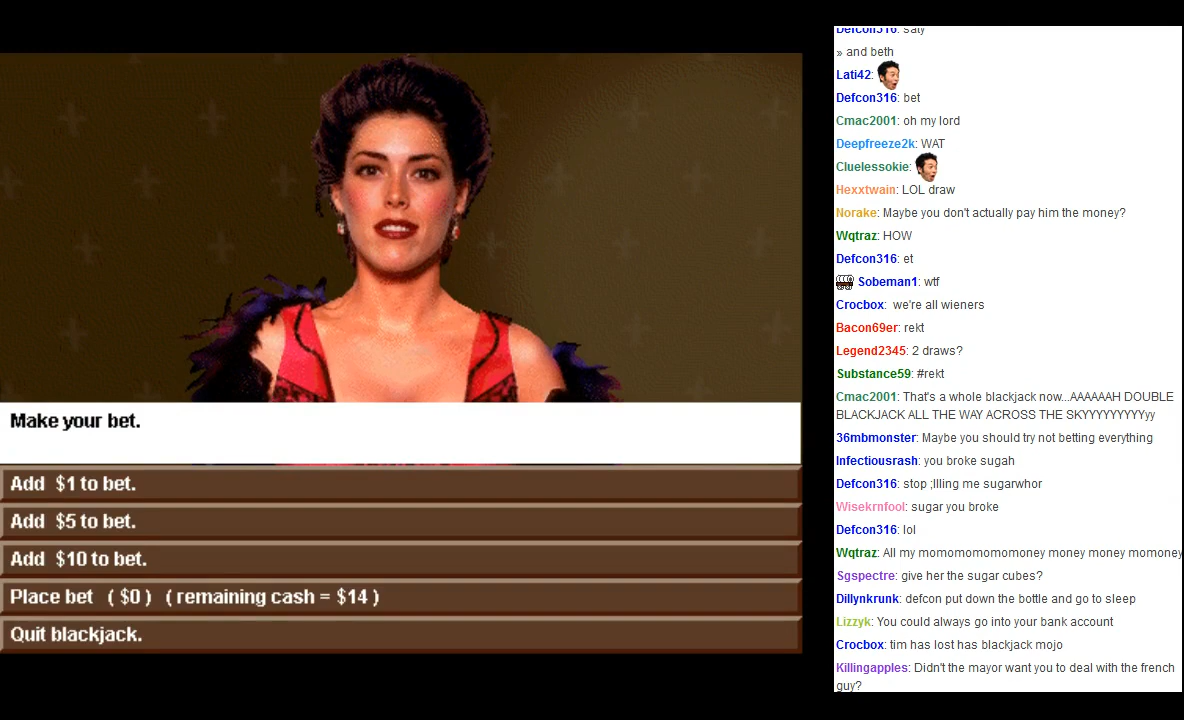 Make your bet.
Add $1 to bet.
Add $5 to bet.
Add $10 to bet.
Place bet ( $0 ) ( remaining cash = $14 )
Quit blackjack.
Defcon316: saty
» and beth
Lati42:
Defcon316: bet
Cmac2001: oh my lord
Deepfreeze2k: WAT
Cluelessokie:
Hexxtwain: LOL draw
Norake: Maybe you don't actually pay him the money?
Wqtraz: HOW
Defcon316: et
Sobeman1: wtf
Crocbox: we're all wieners
Bacon69er: rekt
Legend2345: 2 draws?
Substance59: #rekt
Cmac2001: That's a whole blackjack now...AAAAAAH DOUBLE
BLACKJACK ALL THE WAY ACROSS THE SKYYYYYYYYYyy
36mbmonster: Maybe you should try not betting everything
Infectiousrash: you broke sugah
Defcon316: stop ;llling me sugarwhor
Wisekrnfool: sugar you broke
Defcon316: lol
Wqtraz: All my momomomomomoney money money momoney
Sgspectre: give her the sugar cubes?
Dillynkrunk: defcon put down the bottle and go to sleep
Lizzyk: You could always go into your bank account
Crocbox: tim has lost has blackjack mojo
Killingapples: Didn't the mayor want you to deal with the french
guy?